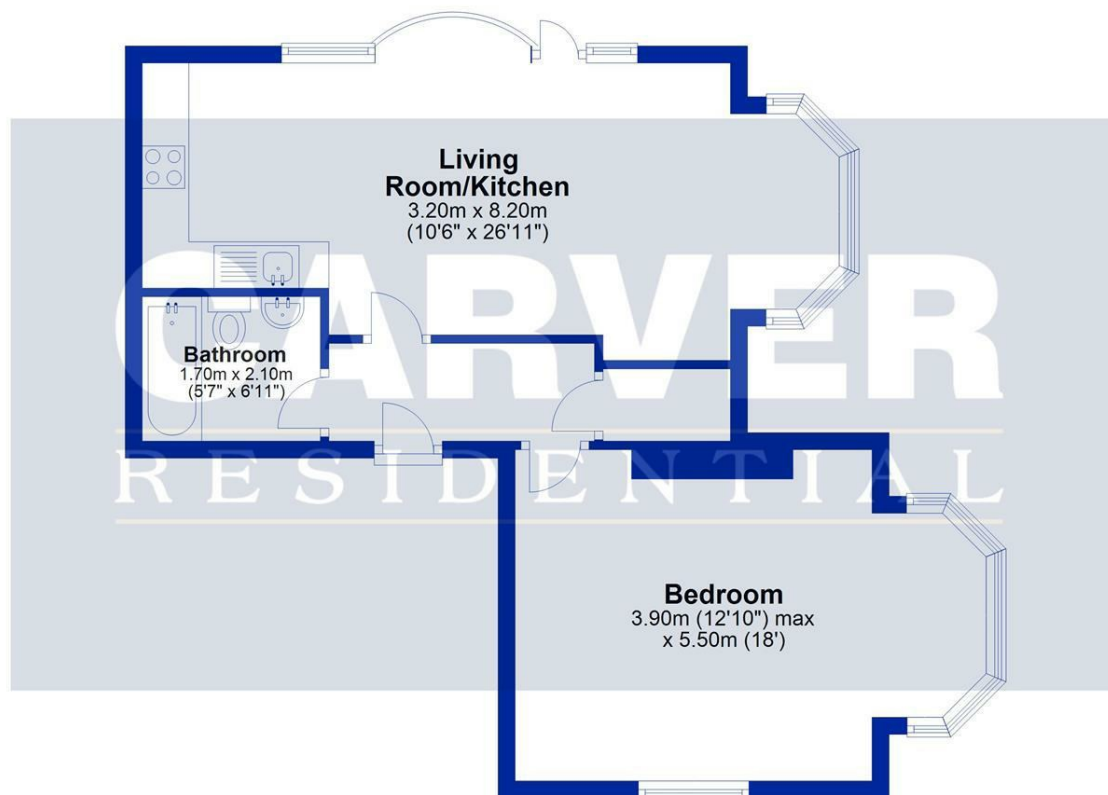 Living
Room/Kitchen
3.20m x 8.20m
(10'6" x 26'11")
CARVER
Bathroom
1.70m x 2.10m
(5'7" x 6'11")
RESIDENTIAL
Bedroom
3.90m (12'10") max
x 5.50m (18')